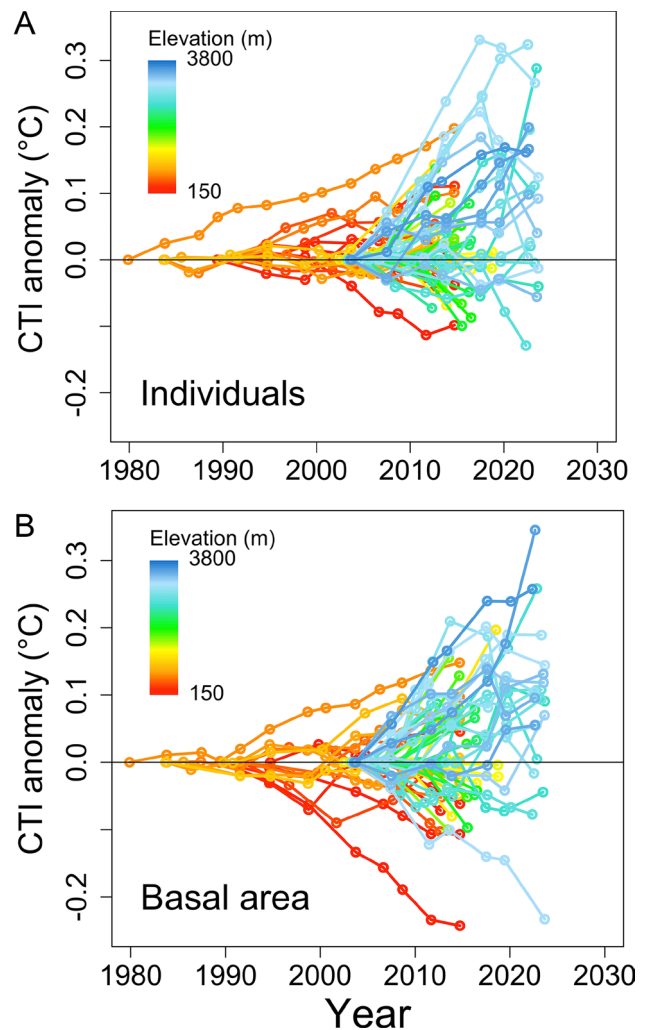 A
Elevation (m)
3800
150
CTI anomaly (°C)
0.3
0.2
0.1
0.0
-0.2
Individuals
1980 1990 2000 2010 2020 2030
B
Elevation (m)
3800
150
CTI anomaly (°C)
0.3
0.2
0.1
0.0
-0.2
Basal area
1980 1990 2000 2010 2020 2030
Year